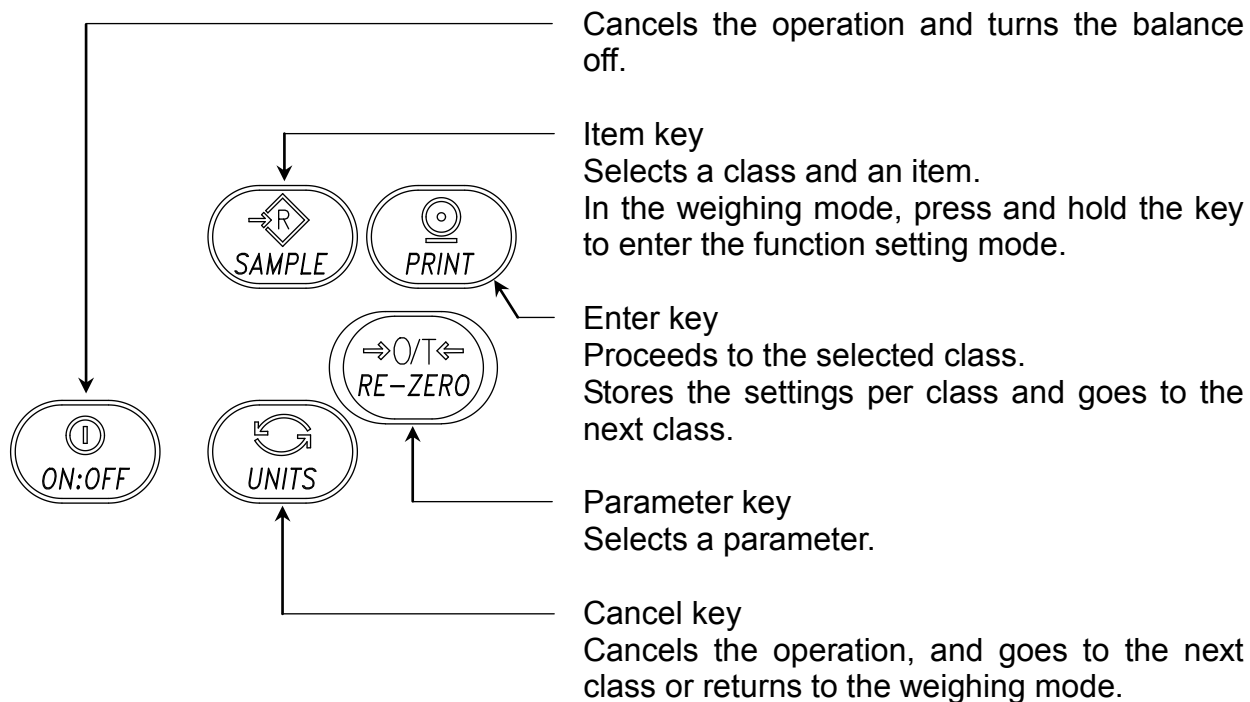 Cancels the operation and turns the balance
off.
Item key
Selects a class and an item.
In the weighing mode, press and hold the key
to enter the function setting mode.
R
SAMPLE
PRINT
Enter key
Proceeds to the selected class.
Stores the settings per class and goes to the
next class.
→O/T←
RE-ZERO
ON:OFF
UNITS
Parameter key
Selects a parameter.
Cancel key
Cancels the operation, and goes to the next
class or returns to the weighing mode.